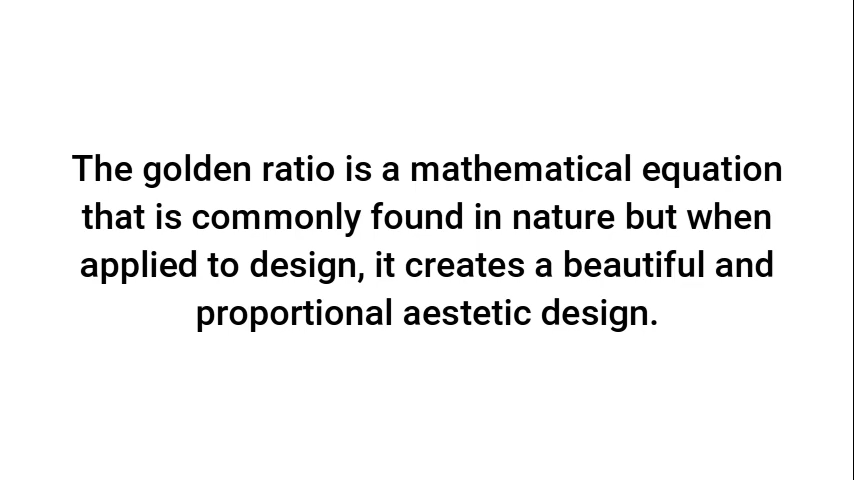 The golden ratio is a mathematical equation
that is commonly found in nature but when
applied to design, it creates a beautiful and
proportional aestetic design.